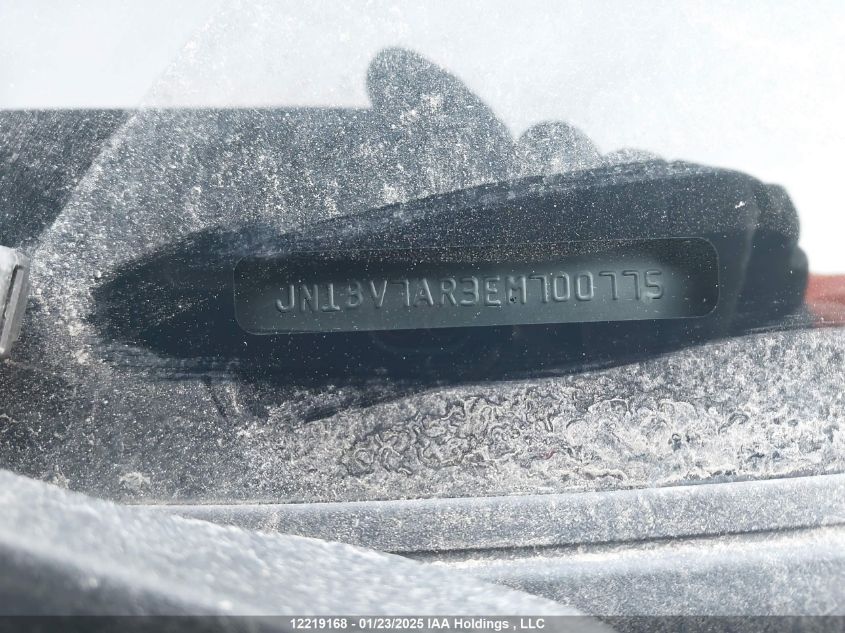 JN1BV7AR3EM700775
12219168 - 01/23/2025 IAA Holdings , LLC